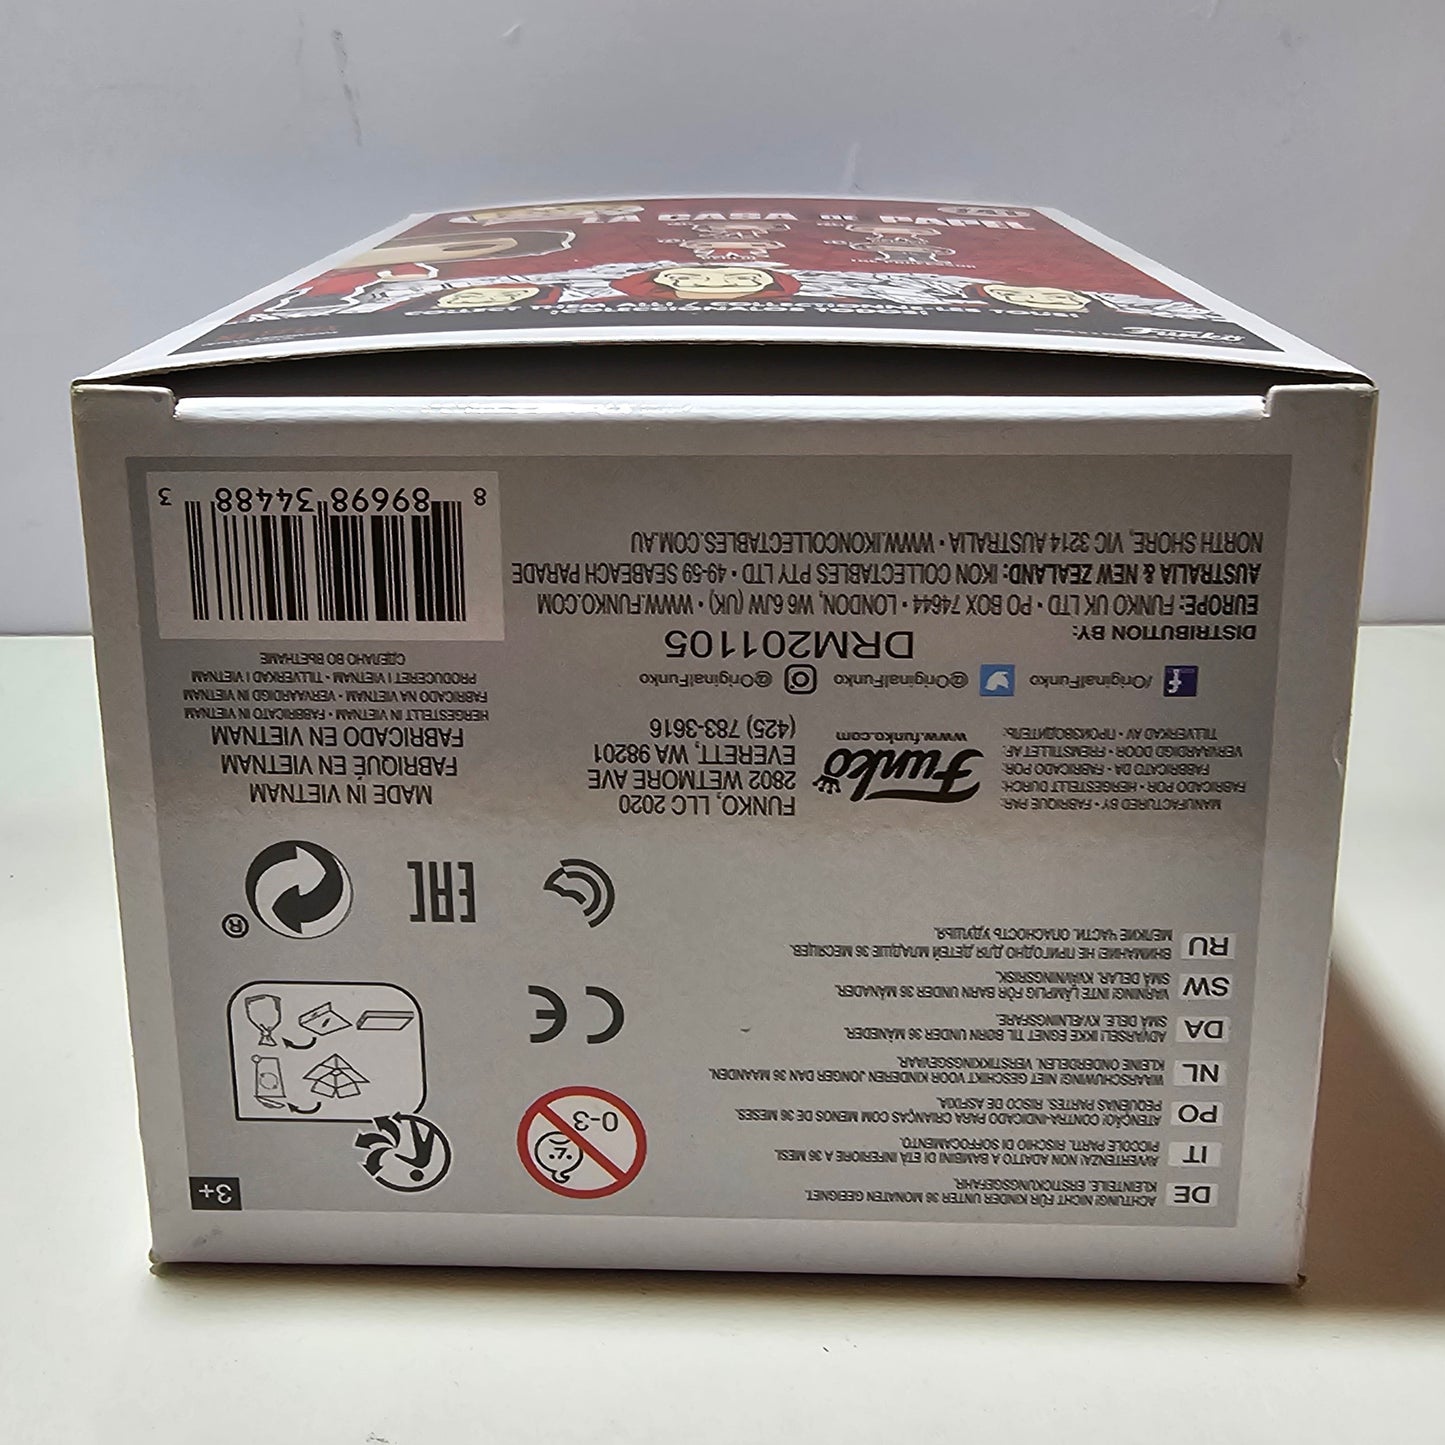 LA CASA DE PAPEL
COLLECT THEM ALL! / COLLECTIONNEZ-LES TOUS!
¡COLECCIÓNALOS TODOS!
Funko
DE ACHTUNG! NICHT FÜR KINDER UNTER 36 MONATEN GEEIGNET.
KLEINTEILE. ERSTICKUNGSGEFAHR.
IT AVVERTENZA! NON ADATTO A BAMBINI DI ETÀ INFERIORE A 36 MESI.
PICCOLE PARTI. RISCHIO DI SOFFOCAMENTO.
PO ATENÇÃO! CONTRA-INDICADO PARA CRIANÇAS COM MENOS DE 36 MESES.
PEQUENAS PARTES. RISCO DE ASFIXIA.
NL WAARSCHUWING! NIET GESCHIKT VOOR KINDEREN JONGER DAN 36 MAANDEN.
KLEINE ONDERDELEN. VERSTIKKINGSGEVAAR.
DA ADVARSEL! IKKE EGNET TIL BØRN UNDER 36 MÅNEDER.
SMÅ DELE. KVÆLNINGSFARE.
SW VARNING! INTE LÄMPLIG FÖR BARN UNDER 36 MÅNADER.
SMÅ DELAR. KVÄVNINGSRISK.
RU ВНИМАНИЕ! НЕ ПРИГОДНО ДЛЯ ДЕТЕЙ МЛАДШЕ 36 МЕСЯЦЕВ.
МЕЛКИЕ ЧАСТИ. ОПАСНОСТЬ УДУШЬЯ.
0-3
CE
EAC
3+
®
MANUFACTURED BY • FABRIQUÉ PAR:
FABRICADO POR • HERGESTELLT DURCH:
FABBRICATO DA • FABRICADO POR:
VERVAARDIGD DOOR • FREMSTILLET AF:
TILLVERKAD AV • ПРОИЗВОДИТЕЛЬ:
Funko
www.funko.com
FUNKO, LLC 2020
2802 WETMORE AVE
EVERETT, WA 98201
(425) 783-3616
/OriginalFunko @OriginalFunko @OriginalFunko
DRM201105
DISTRIBUTION BY:
EUROPE: FUNKO UK LTD • PO BOX 74644 • LONDON, W6 6JW (UK) • WWW.FUNKO.COM
AUSTRALIA & NEW ZEALAND: IKON COLLECTABLES PTY LTD • 49-59 SEABEACH PARADE
NORTH SHORE, VIC 3214 AUSTRALIA • WWW.IKONCOLLECTABLES.COM.AU
MADE IN VIETNAM
FABRIQUÉ EN VIETNAM
FABRICADO EN VIETNAM
HERGESTELLT IN VIETNAM • FABBRICATO IN VIETNAM
FABRICADO NA VIETNAM • VERVAARDIGD IN VIETNAM
PRODUCERET I VIETNAM • TILLVERKAD I VIETNAM
СДЕЛАНО ВО ВЬЕТНАМЕ
8 89698 34488 3